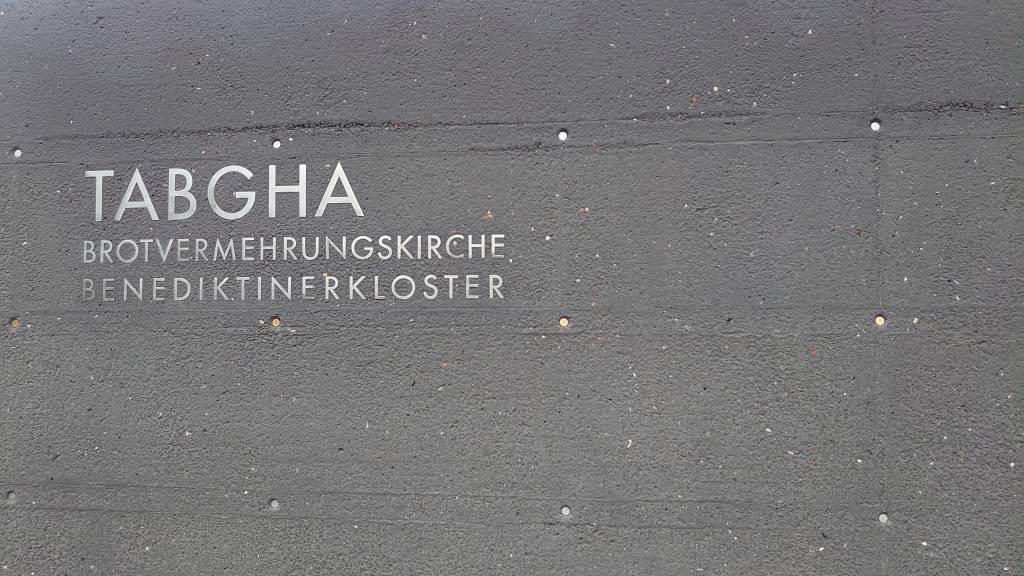 TABGHA
BROTVERMEHRUNGSKIRCHE
BENEDIKTINERKLOSTER